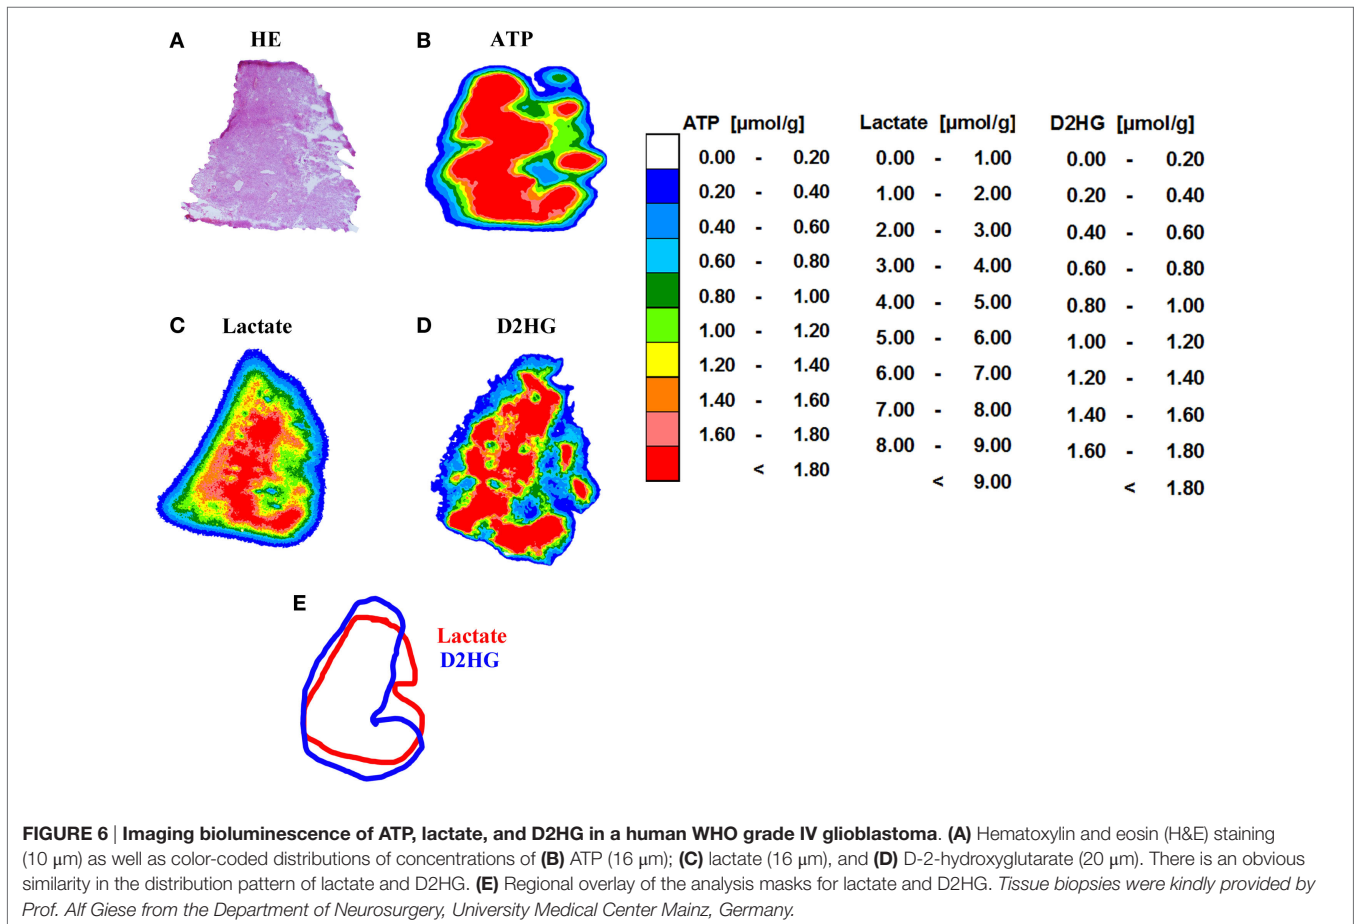 A HE
B ATP
ATP [µmol/g] Lactate [µmol/g] D2HG [µmol/g]
0.00 - 0.20 0.00 - 1.00 0.00 - 0.20
0.20 - 0.40 1.00 - 2.00 0.20 - 0.40
0.40 - 0.60 2.00 - 3.00 0.40 - 0.60
0.60 - 0.80 3.00 - 4.00 0.60 - 0.80
0.80 - 1.00 4.00 - 5.00 0.80 - 1.00
1.00 - 1.20 5.00 - 6.00 1.00 - 1.20
1.20 - 1.40 6.00 - 7.00 1.20 - 1.40
1.40 - 1.60 7.00 - 8.00 1.40 - 1.60
1.60 - 1.80 8.00 - 9.00 1.60 - 1.80
< 1.80 < 9.00 < 1.80
C Lactate
D D2HG
E
Lactate
D2HG
FIGURE 6 | Imaging bioluminescence of ATP, lactate, and D2HG in a human WHO grade IV glioblastoma. (A) Hematoxylin and eosin (H&E) staining
(10 µm) as well as color-coded distributions of concentrations of (B) ATP (16 µm); (C) lactate (16 µm), and (D) D-2-hydroxyglutarate (20 µm). There is an obvious
similarity in the distribution pattern of lactate and D2HG. (E) Regional overlay of the analysis masks for lactate and D2HG. Tissue biopsies were kindly provided by
Prof. Alf Giese from the Department of Neurosurgery, University Medical Center Mainz, Germany.